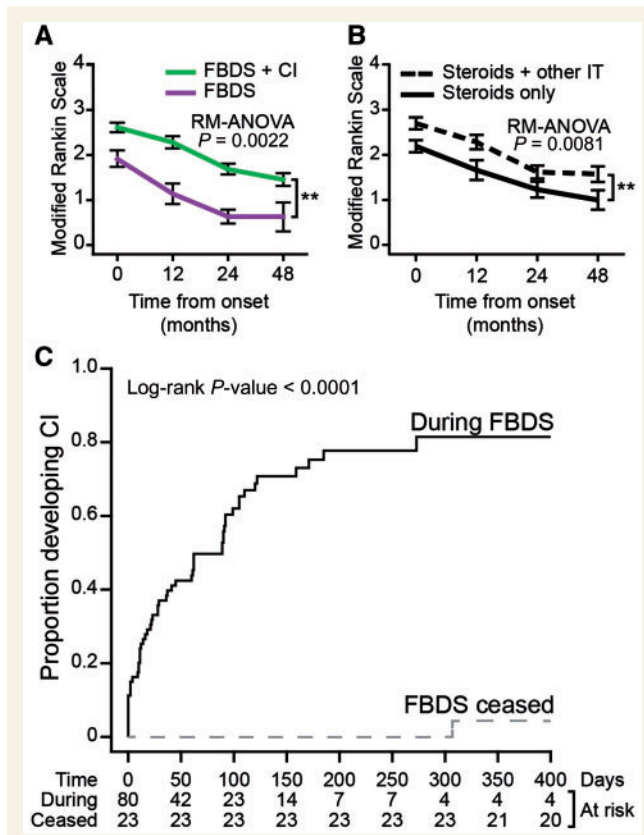 A
FBDS + CI
FBDS
RM-ANOVA
P = 0.0022
**
Modified Rankin Scale
4
3
2
1
0
0 12 24 48
Time from onset
(months)
B
Steroids + other IT
Steroids only
RM-ANOVA
P = 0.0081
**
Modified Rankin Scale
4
3
2
1
0
0 12 24 48
Time from onset
(months)
C
Log-rank P-value < 0.0001
During FBDS
FBDS ceased
Proportion developing CI
1.0
0.8
0.6
0.4
0.2
0
Time 0 50 100 150 200 250 300 350 400 Days
During 80 42 23 14 7 7 4 4 4
Ceased 23 23 23 23 23 23 23 21 20
At risk